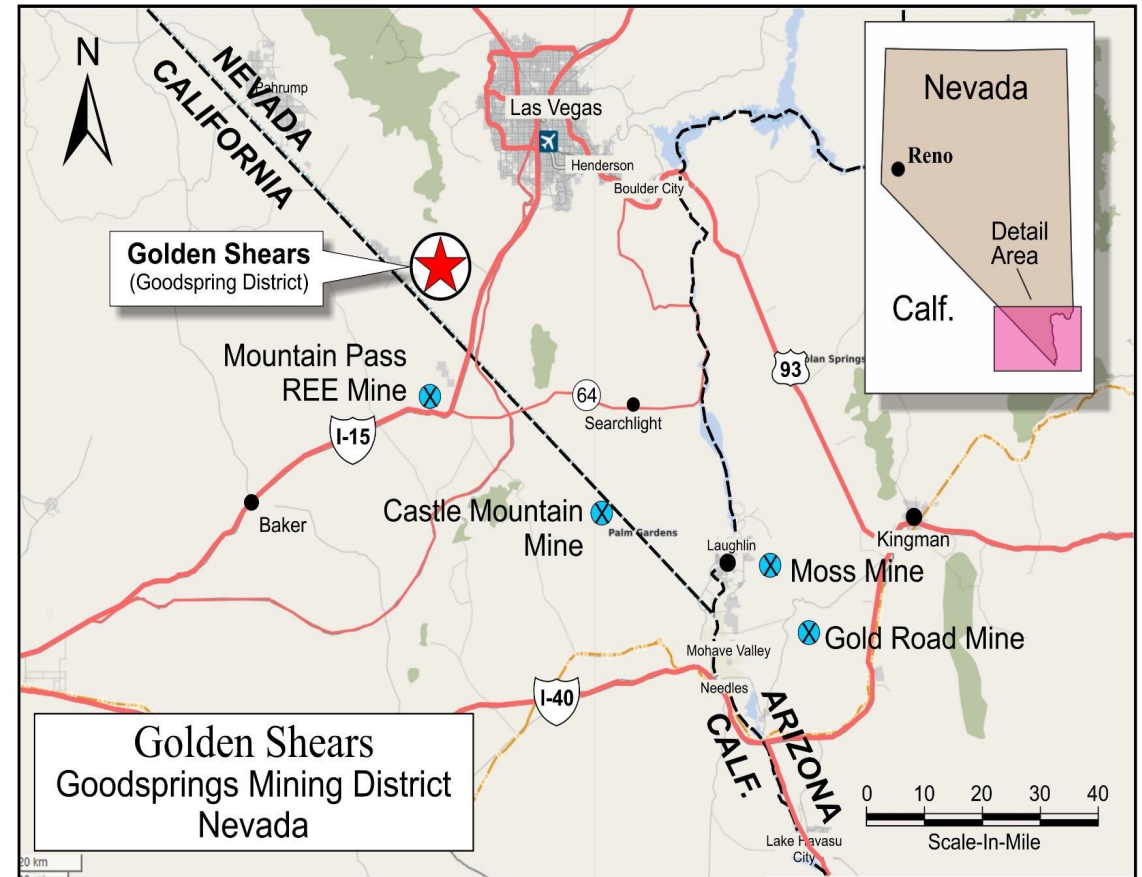 N
NEVADA
CALIFORNIA
Pahrump
Las Vegas
Henderson
Boulder City
Nevada
Reno
Detail
Area
Calf.
Golden Shears
(Goodspring District)
Mountain Pass
REE Mine
I-15
64
Searchlight
93
olan Springs
Baker
Castle Mountain
Mine
Palm Gardens
Laughlin
Kingman
Moss Mine
Gold Road Mine
Mohave Valley
Needles
I-40
CALF.
ARIZONA
Golden Shears
Goodsprings Mining District
Nevada
0 10 20 30 40
Scale-In-Mile
Lake Havasu
City
20 km